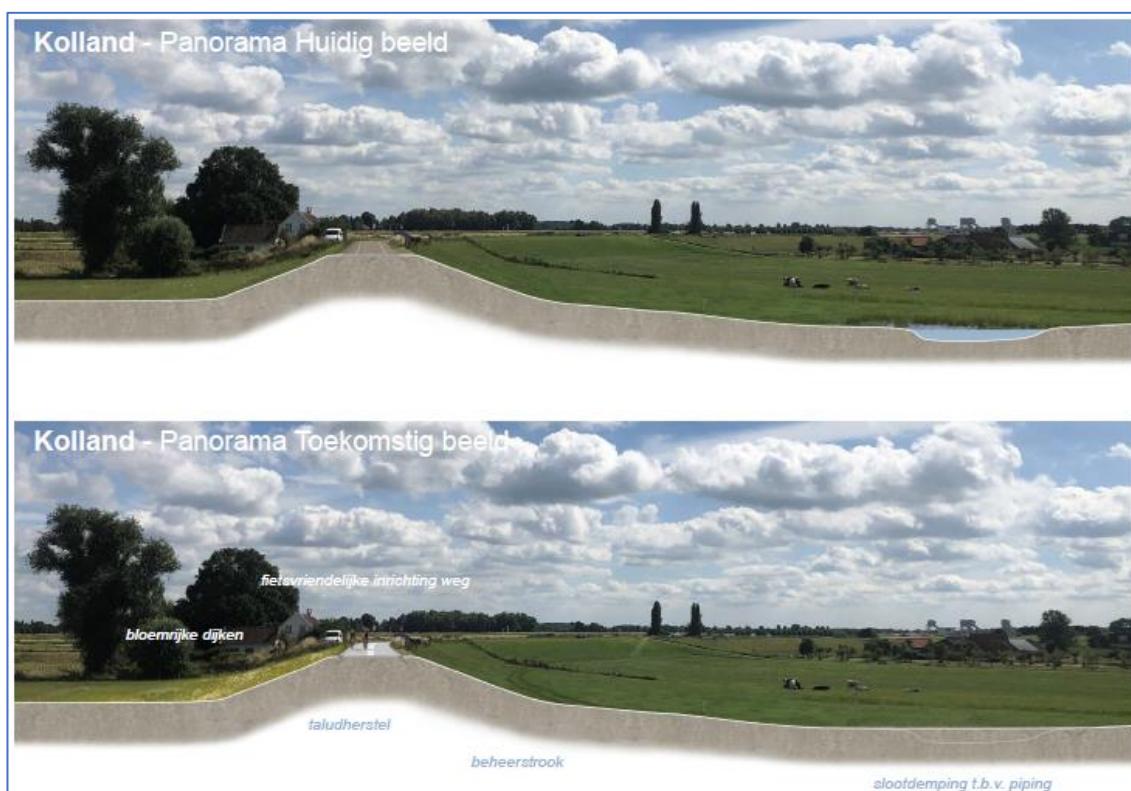 Kolland - Panorama Huidig beeld
Kolland - Panorama Toekomstig beeld
fietsvriendelijke inrichting weg
bloemrijke dijken
taludherstel
beheerstrook
slootdemping t.b.v. piping